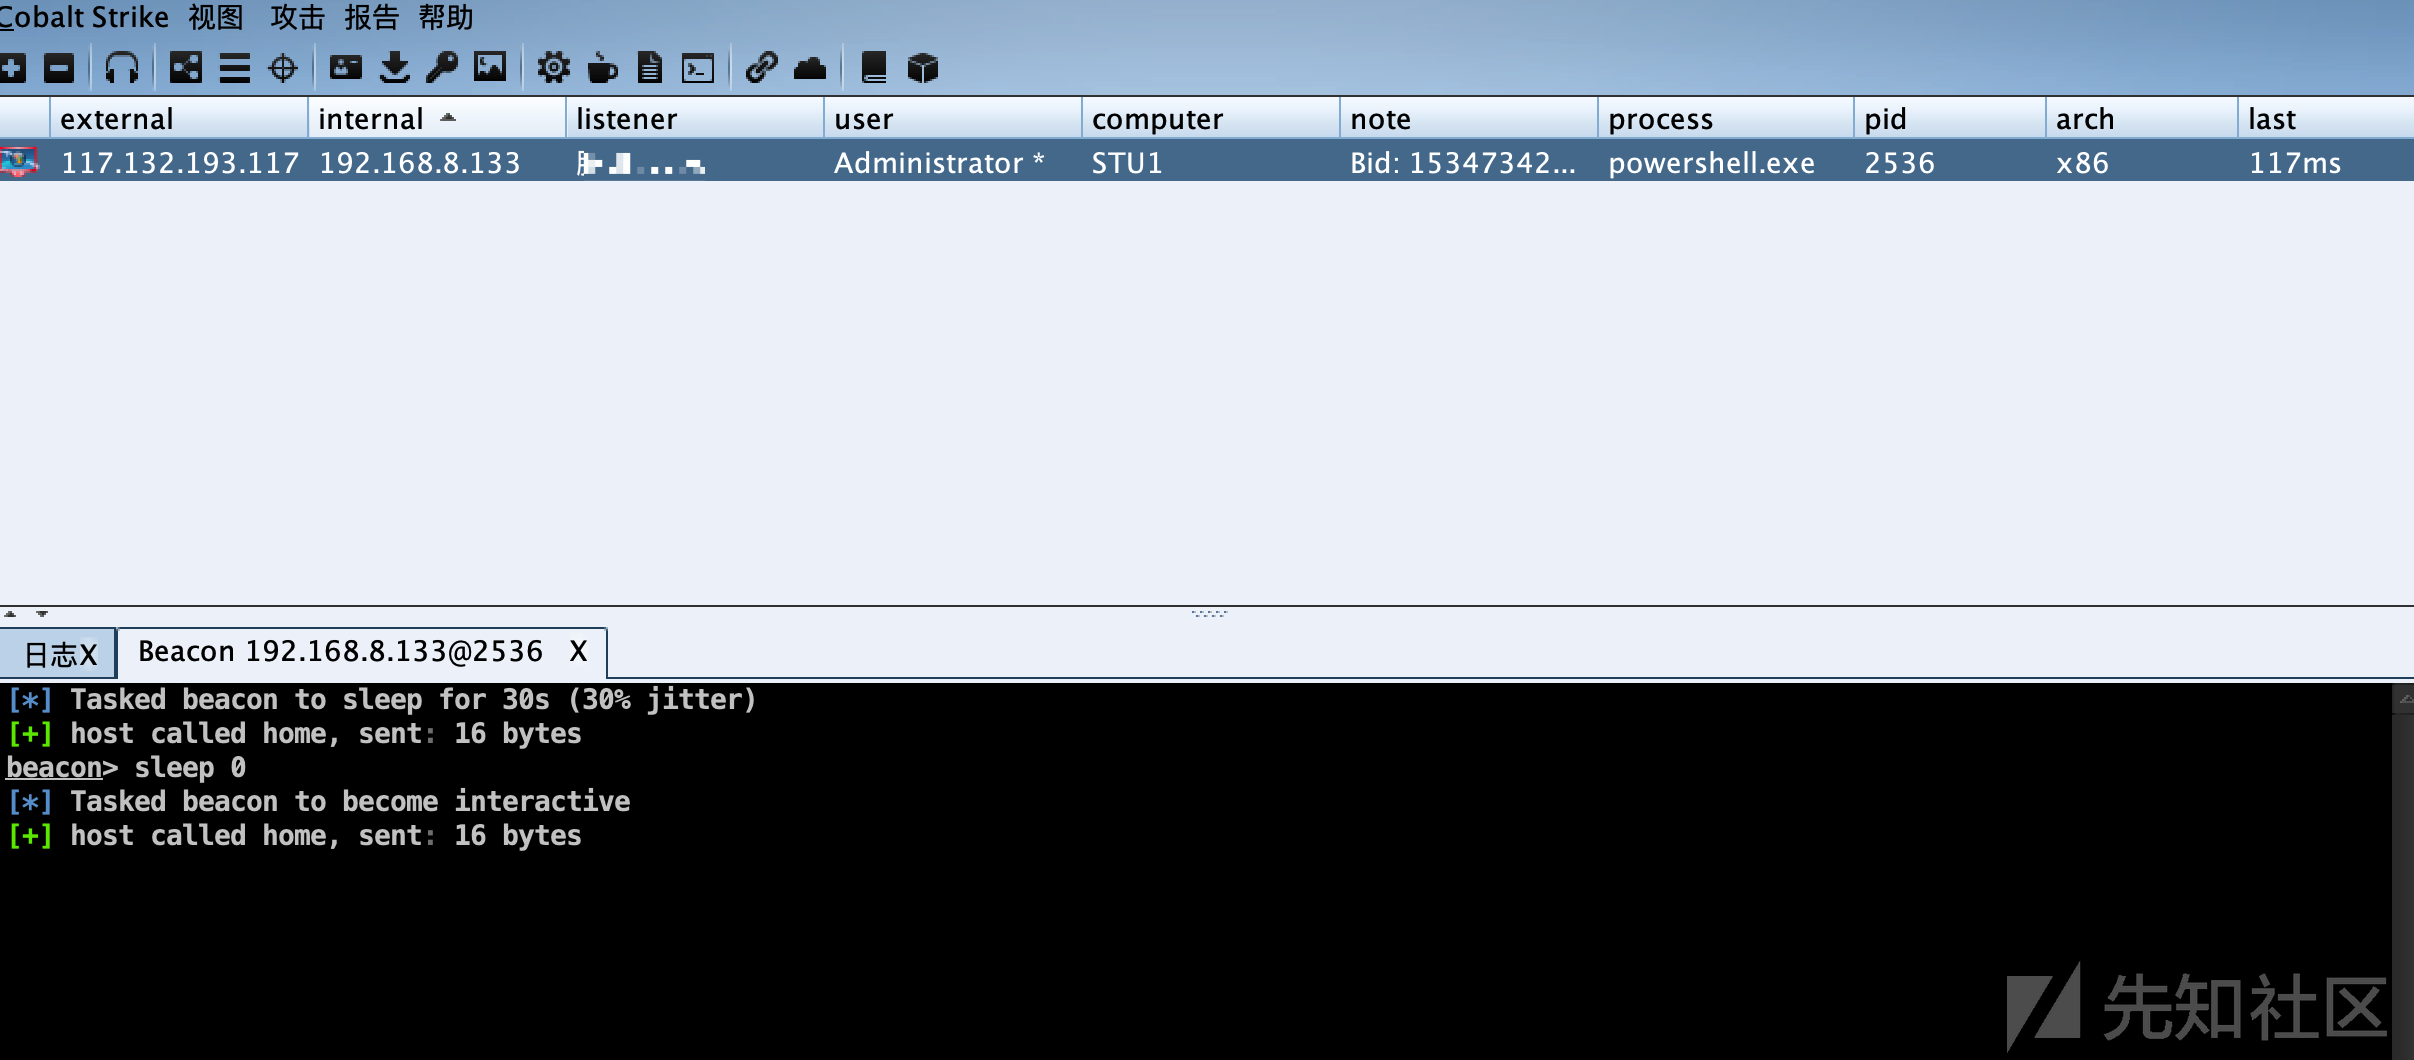 Cobalt Strike 视图 攻击 报告 帮助
external internal listener user computer note process pid arch last
117.132.193.117 192.168.8.133 Administrator * STU1 Bid: 15347342... powershell.exe 2536 x86 117ms
日志X Beacon 192.168.8.133@2536 X
[*] Tasked beacon to sleep for 30s (30% jitter)
[+] host called home, sent: 16 bytes
beacon> sleep 0
[*] Tasked beacon to become interactive
[+] host called home, sent: 16 bytes
先知社区